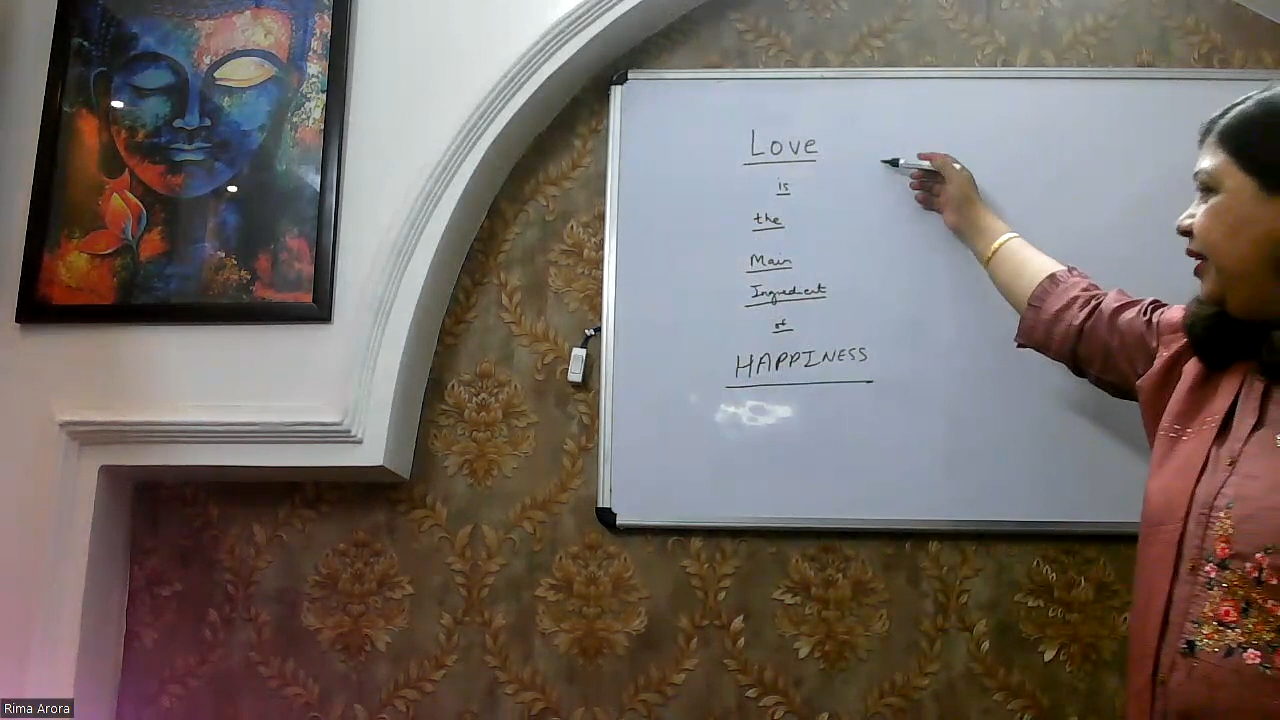 Love
is
the
Main
Ingredient
of
HAPPINESS
Rima Arora